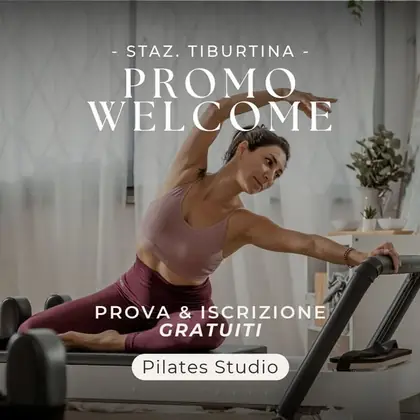 - STAZ. TIBURTINA -
PROMO
WELCOME
PROVA & ISCRIZIONE
GRATUITI
Pilates Studio